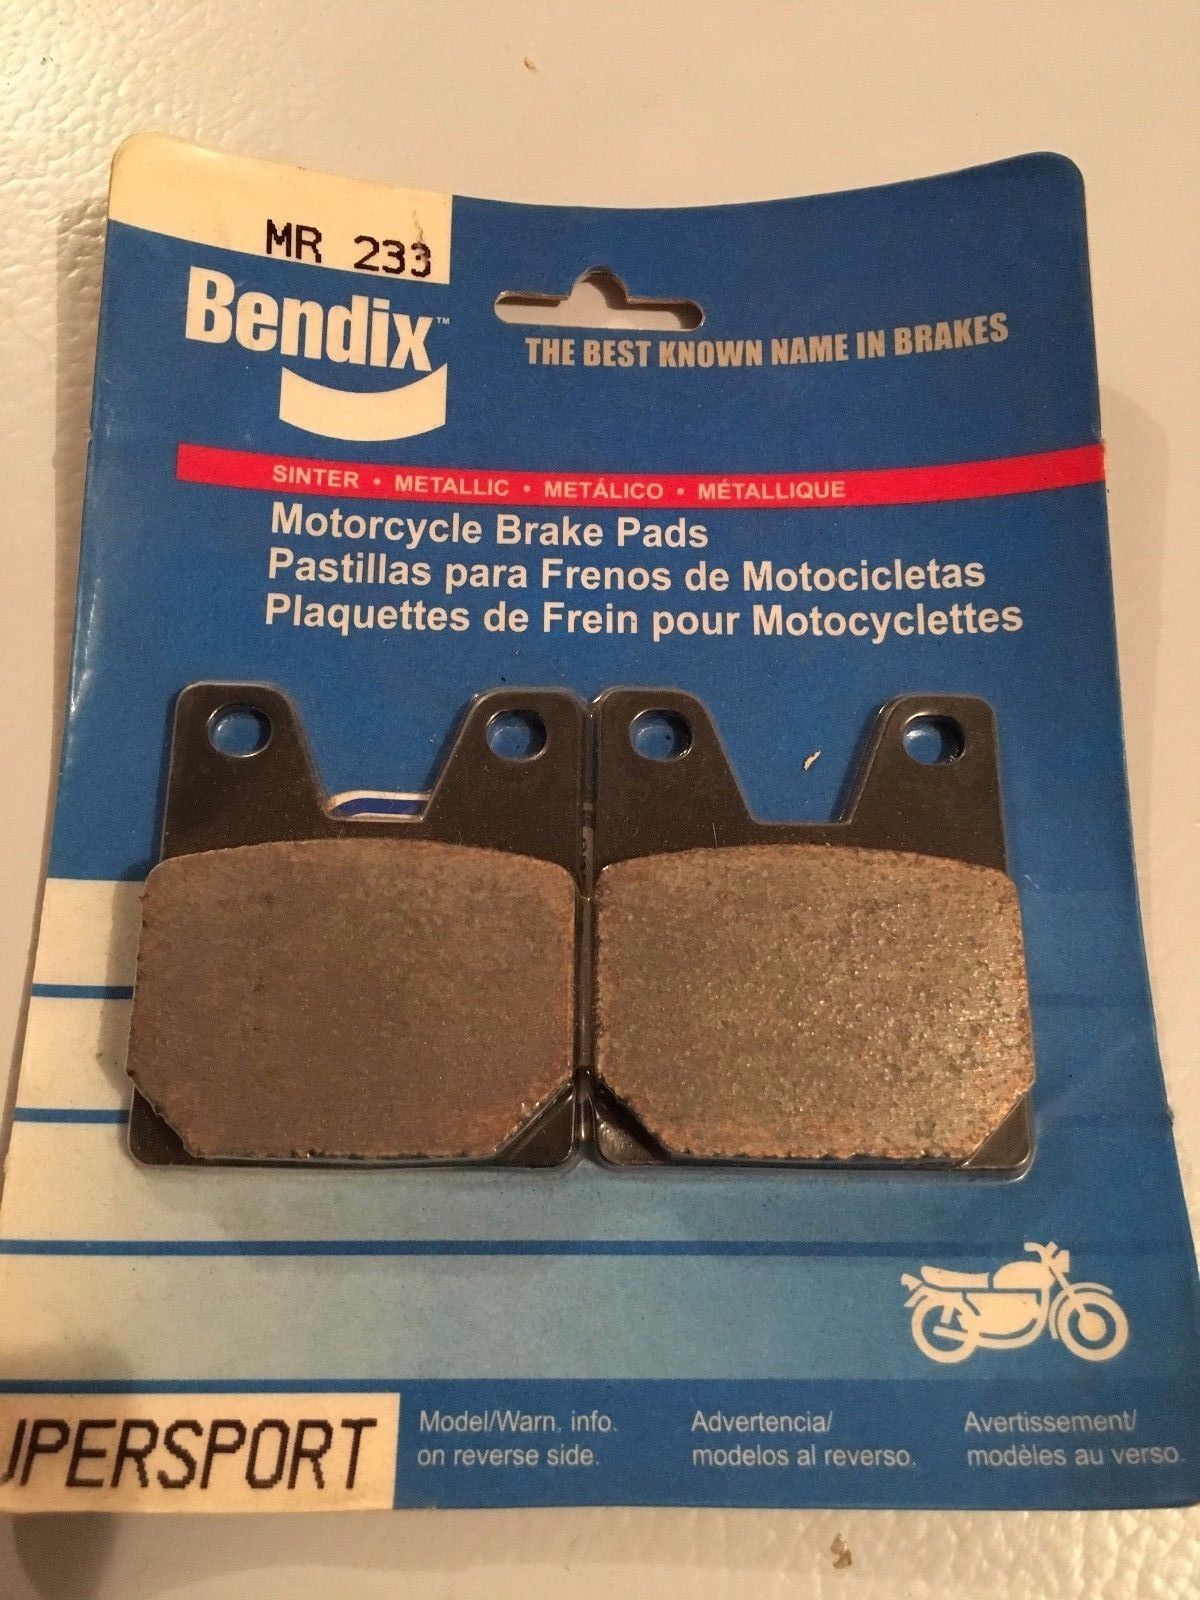 MR 233
Bendix™
THE BEST KNOWN NAME IN BRAKES
SINTER • METALLIC • METÁLICO • MÉTALLIQUE
Motorcycle Brake Pads
Pastillas para Frenos de Motocicletas
Plaquettes de Frein pour Motocyclettes
UPERSPORT
Model/Warn. info.
on reverse side.
Advertencia/
modelos al reverso.
Avertissement/
modèles au verso.